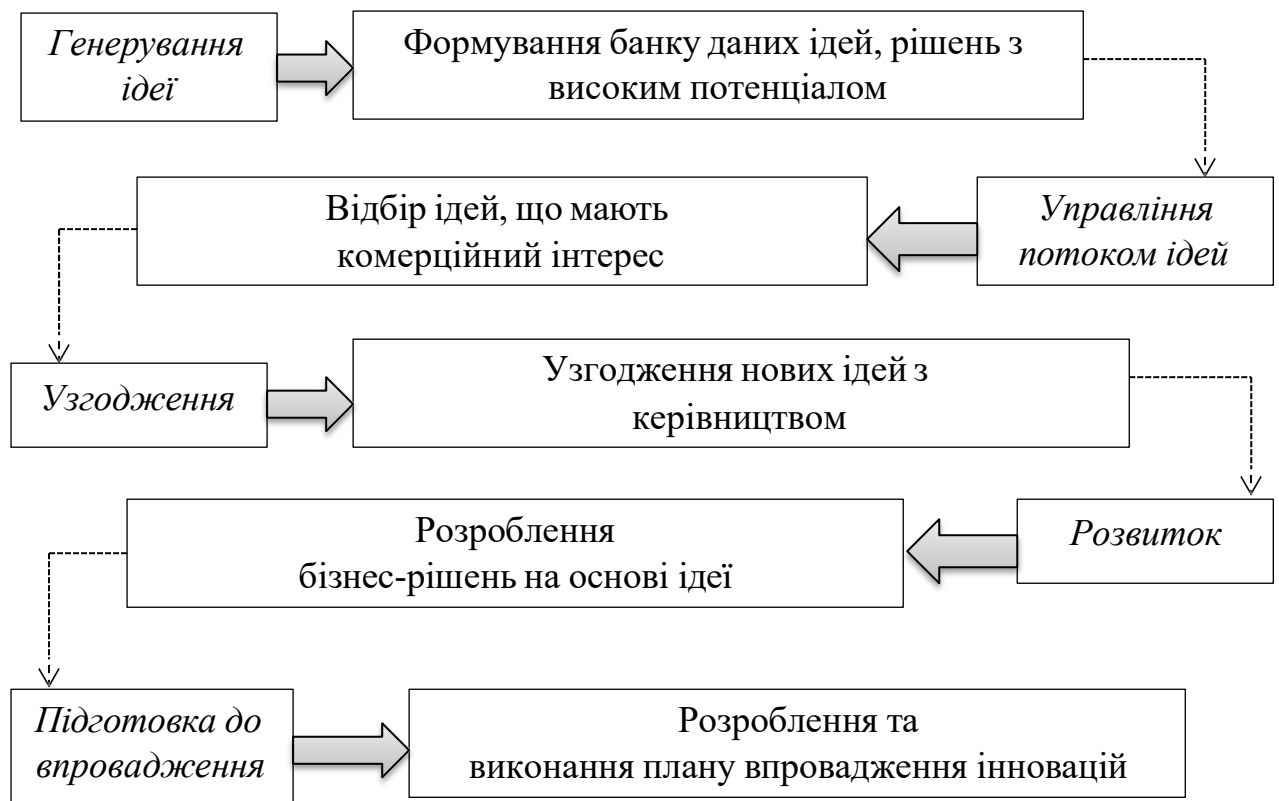 Генерування
ідеї
Формування банку даних ідей, рішень з
високим потенціалом
Управління
потоком ідей
Відбір ідей, що мають
комерційний інтерес
Узгодження
Узгодження нових ідей з
керівництвом
Розвиток
Розроблення
бізнес-рішень на основі ідеї
Підготовка до
впровадження
Розроблення та
виконання плану впровадження інновацій